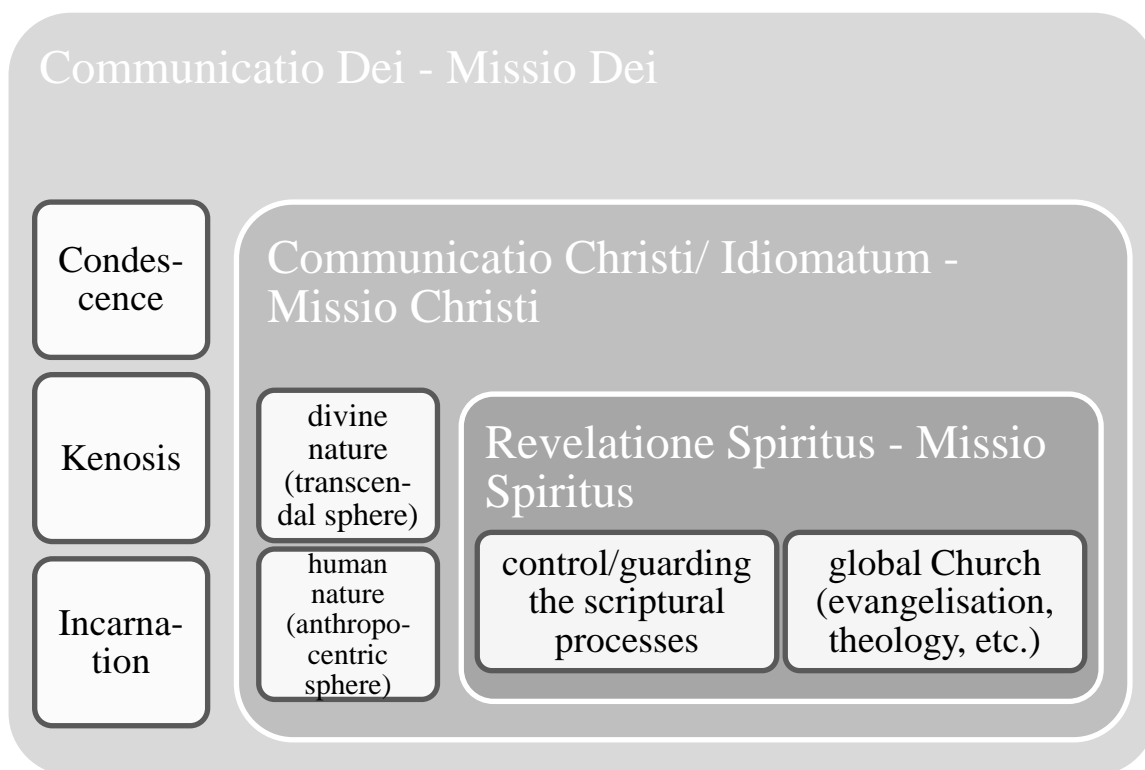 Communicatio Dei - Missio Dei
Condes-
cence
Kenosis
Incarna-
tion
Communicatio Christi/ Idiomatum -
Missio Christi
divine
nature
(transcen-
dal sphere)
human
nature
(anthropo-
centric
sphere)
Revelatione Spiritus - Missio
Spiritus
control/guarding
the scriptural
processes
global Church
(evangelisation,
theology, etc.)